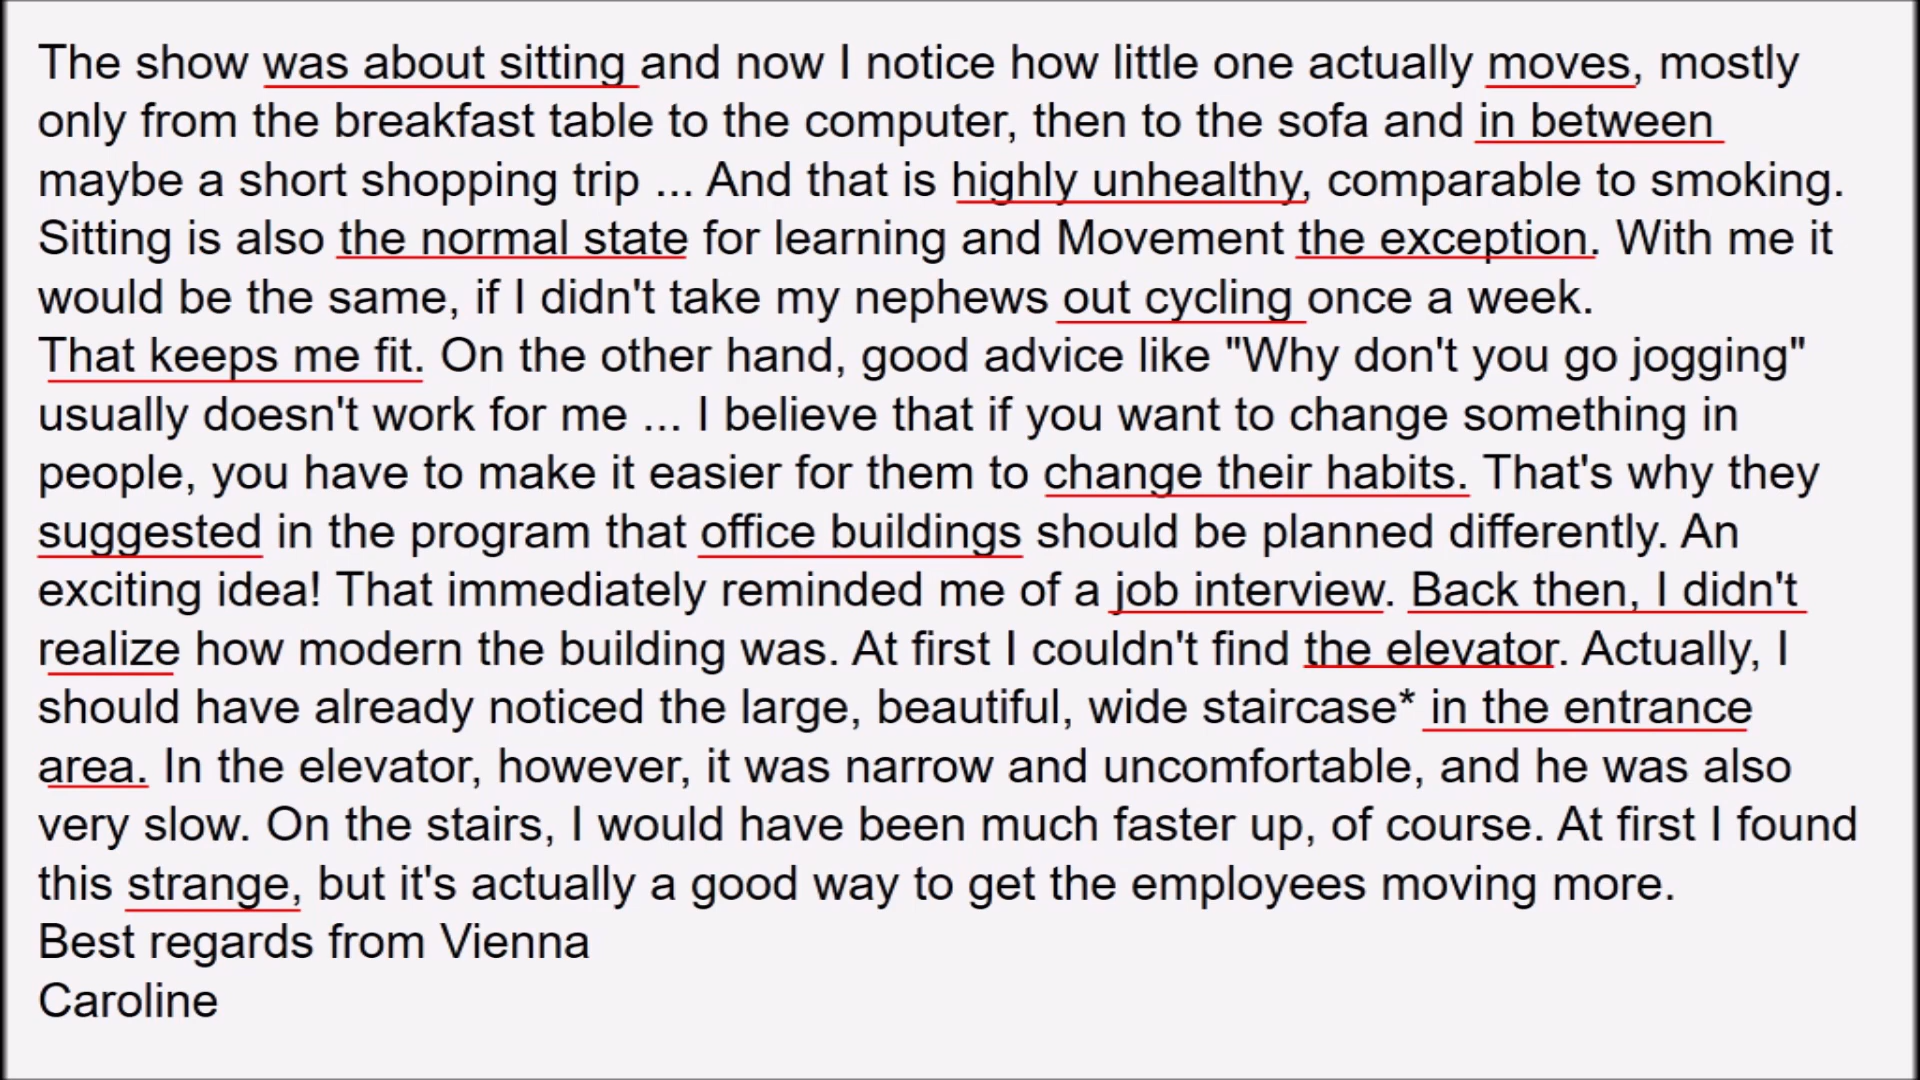 The show was about sitting and now I notice how little one actually moves, mostly
only from the breakfast table to the computer, then to the sofa and in between
maybe a short shopping trip ... And that is highly unhealthy, comparable to smoking.
Sitting is also the normal state for learning and Movement the exception. With me it
would be the same, if I didn't take my nephews out cycling once a week.
That keeps me fit. On the other hand, good advice like "Why don't you go jogging"
usually doesn't work for me ... I believe that if you want to change something in
people, you have to make it easier for them to change their habits. That's why they
suggested in the program that office buildings should be planned differently. An
exciting idea! That immediately reminded me of a job interview. Back then, I didn't
realize how modern the building was. At first I couldn't find the elevator. Actually, I
should have already noticed the large, beautiful, wide staircase* in the entrance
area. In the elevator, however, it was narrow and uncomfortable, and he was also
very slow. On the stairs, I would have been much faster up, of course. At first I found
this strange, but it's actually a good way to get the employees moving more.
Best regards from Vienna
Caroline